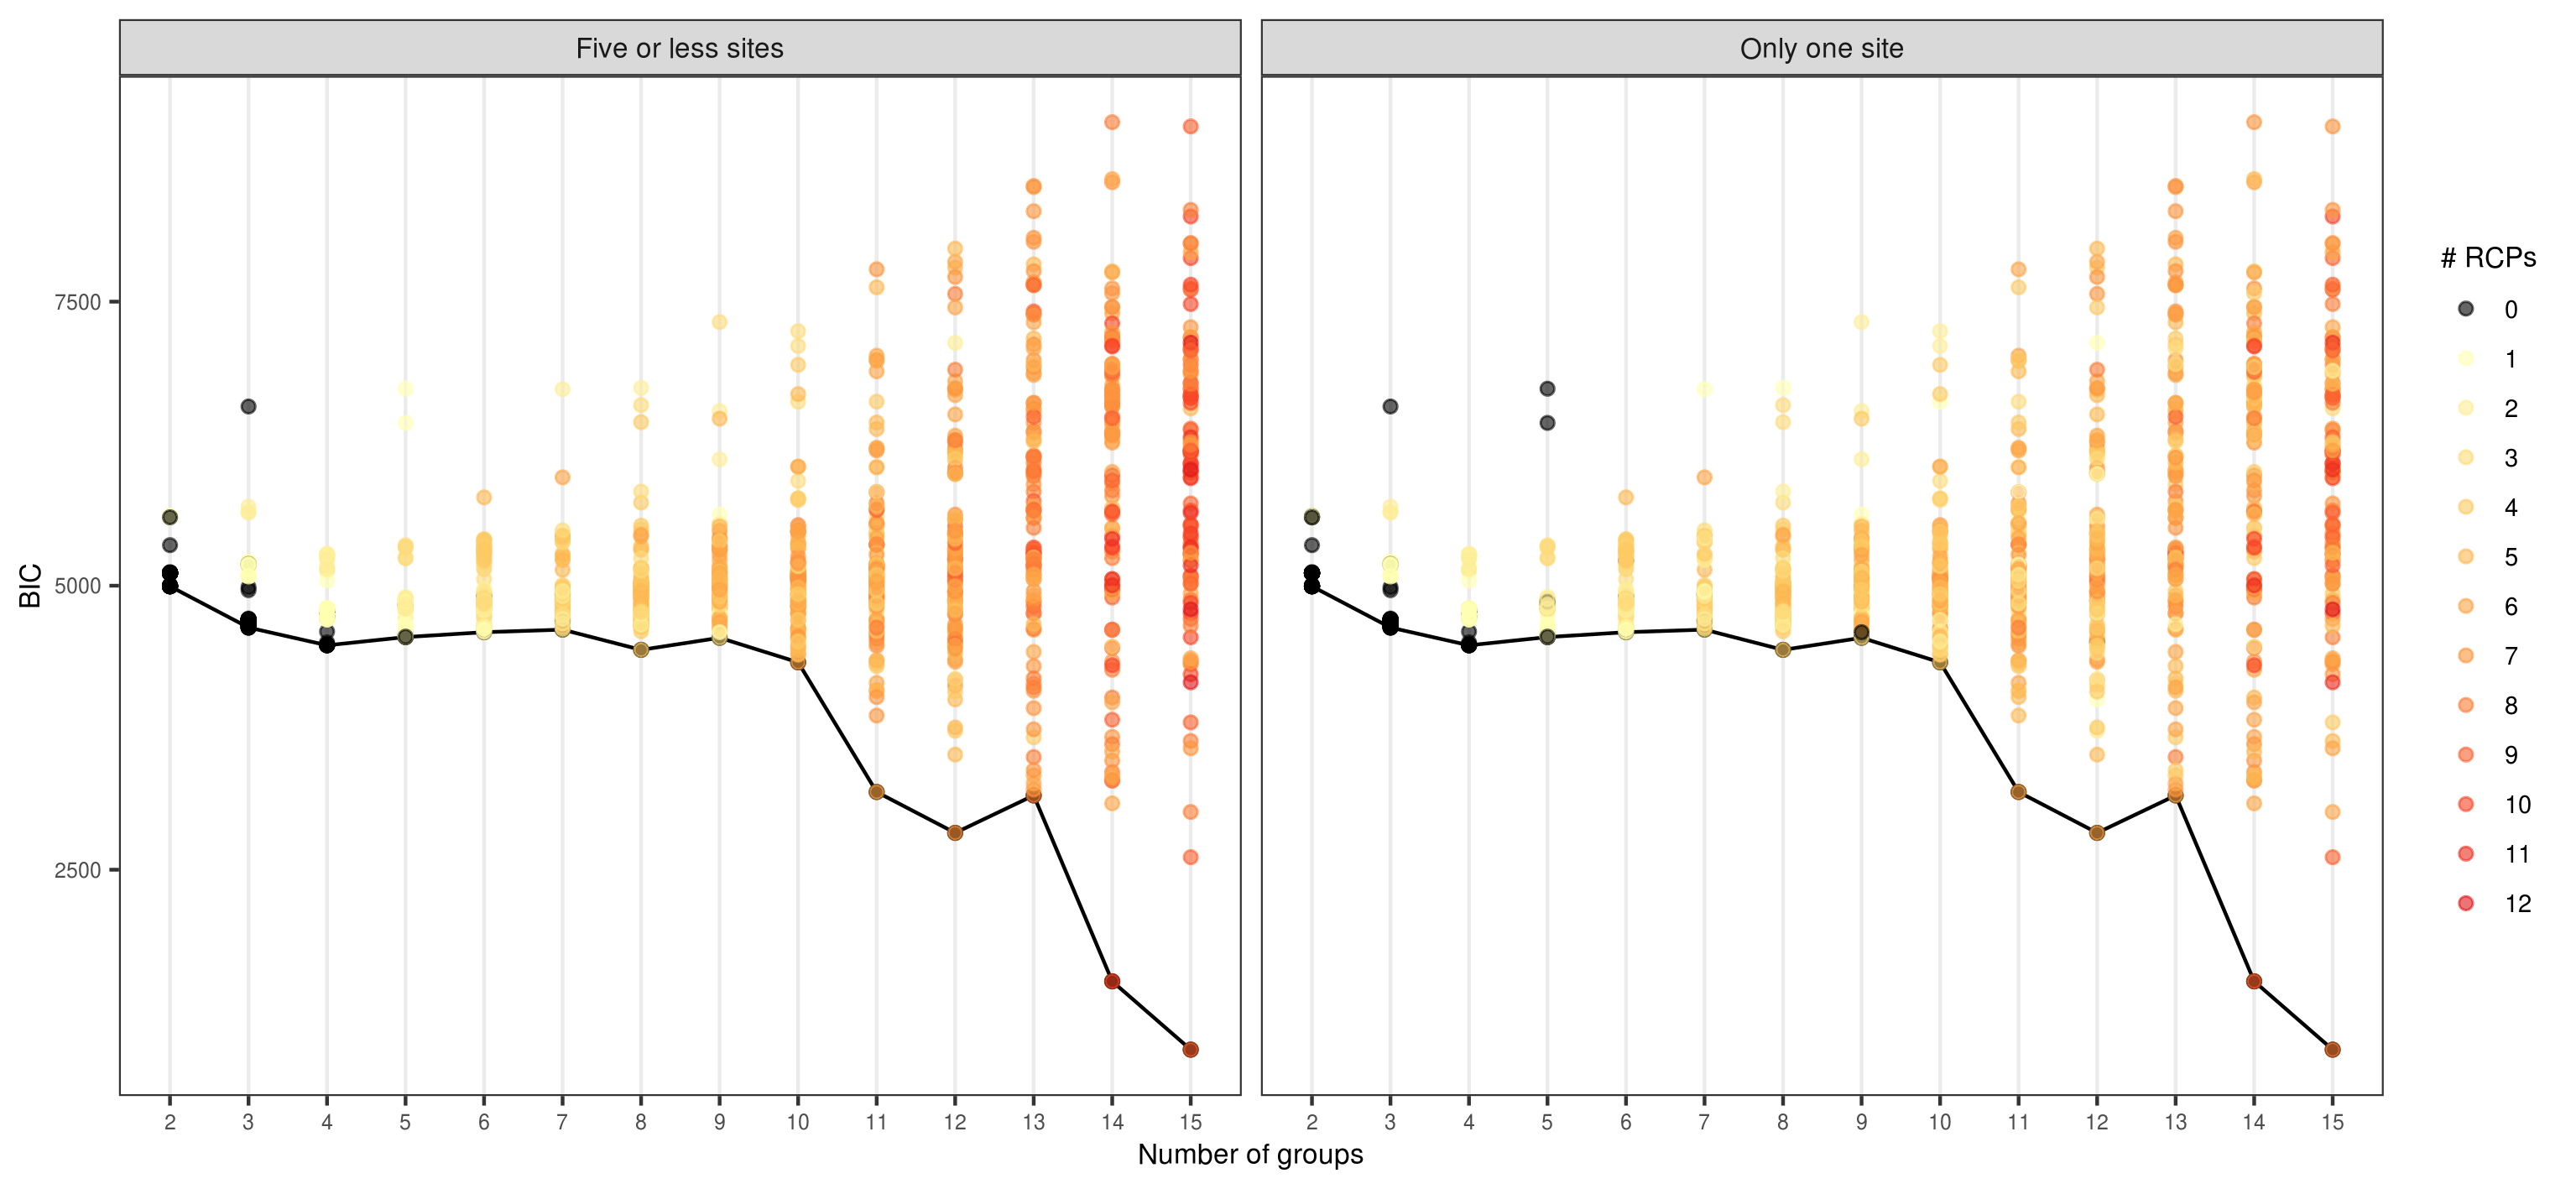 Five or less sites
Only one site
BIC
7500
5000
2500
2 3 4 5 6 7 8 9 10 11 12 13 14 15
2 3 4 5 6 7 8 9 10 11 12 13 14 15
Number of groups
# RCPs
0
1
2
3
4
5
6
7
8
9
10
11
12